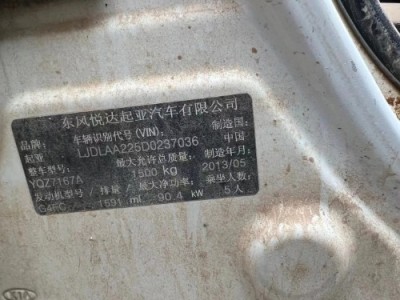 东风悦达起亚汽车有限公司
品牌: 车辆识别代号(VIN): 制造国:
起亚 LJDLAA225D0237036 中国
整车型号: 最大允许总质量: 制造年月:
YQZ7167A 1500 kg 2013/05
发动机型号/排量/最大净功率: 乘坐人数:
1591 ml 90.4 kW 5人